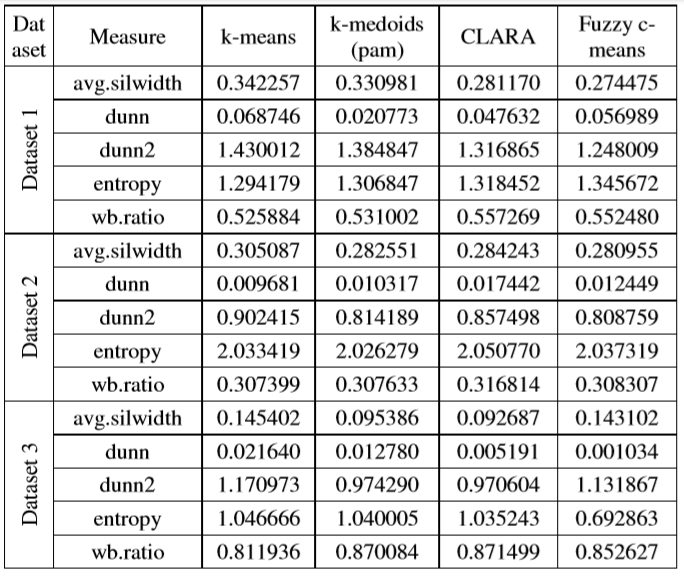 Dat aset Measure k-means k-medoids (pam) CLARA Fuzzy c-means
Dataset 1
avg.silwidth 0.342257 0.330981 0.281170 0.274475
dunn 0.068746 0.020773 0.047632 0.056989
dunn2 1.430012 1.384847 1.316865 1.248009
entropy 1.294179 1.306847 1.318452 1.345672
wb.ratio 0.525884 0.531002 0.557269 0.552480
Dataset 2
avg.silwidth 0.305087 0.282551 0.284243 0.280955
dunn 0.009681 0.010317 0.017442 0.012449
dunn2 0.902415 0.814189 0.857498 0.808759
entropy 2.033419 2.026279 2.050770 2.037319
wb.ratio 0.307399 0.307633 0.316814 0.308307
Dataset 3
avg.silwidth 0.145402 0.095386 0.092687 0.143102
dunn 0.021640 0.012780 0.005191 0.001034
dunn2 1.170973 0.974290 0.970604 1.131867
entropy 1.046666 1.040005 1.035243 0.692863
wb.ratio 0.811936 0.870084 0.871499 0.852627